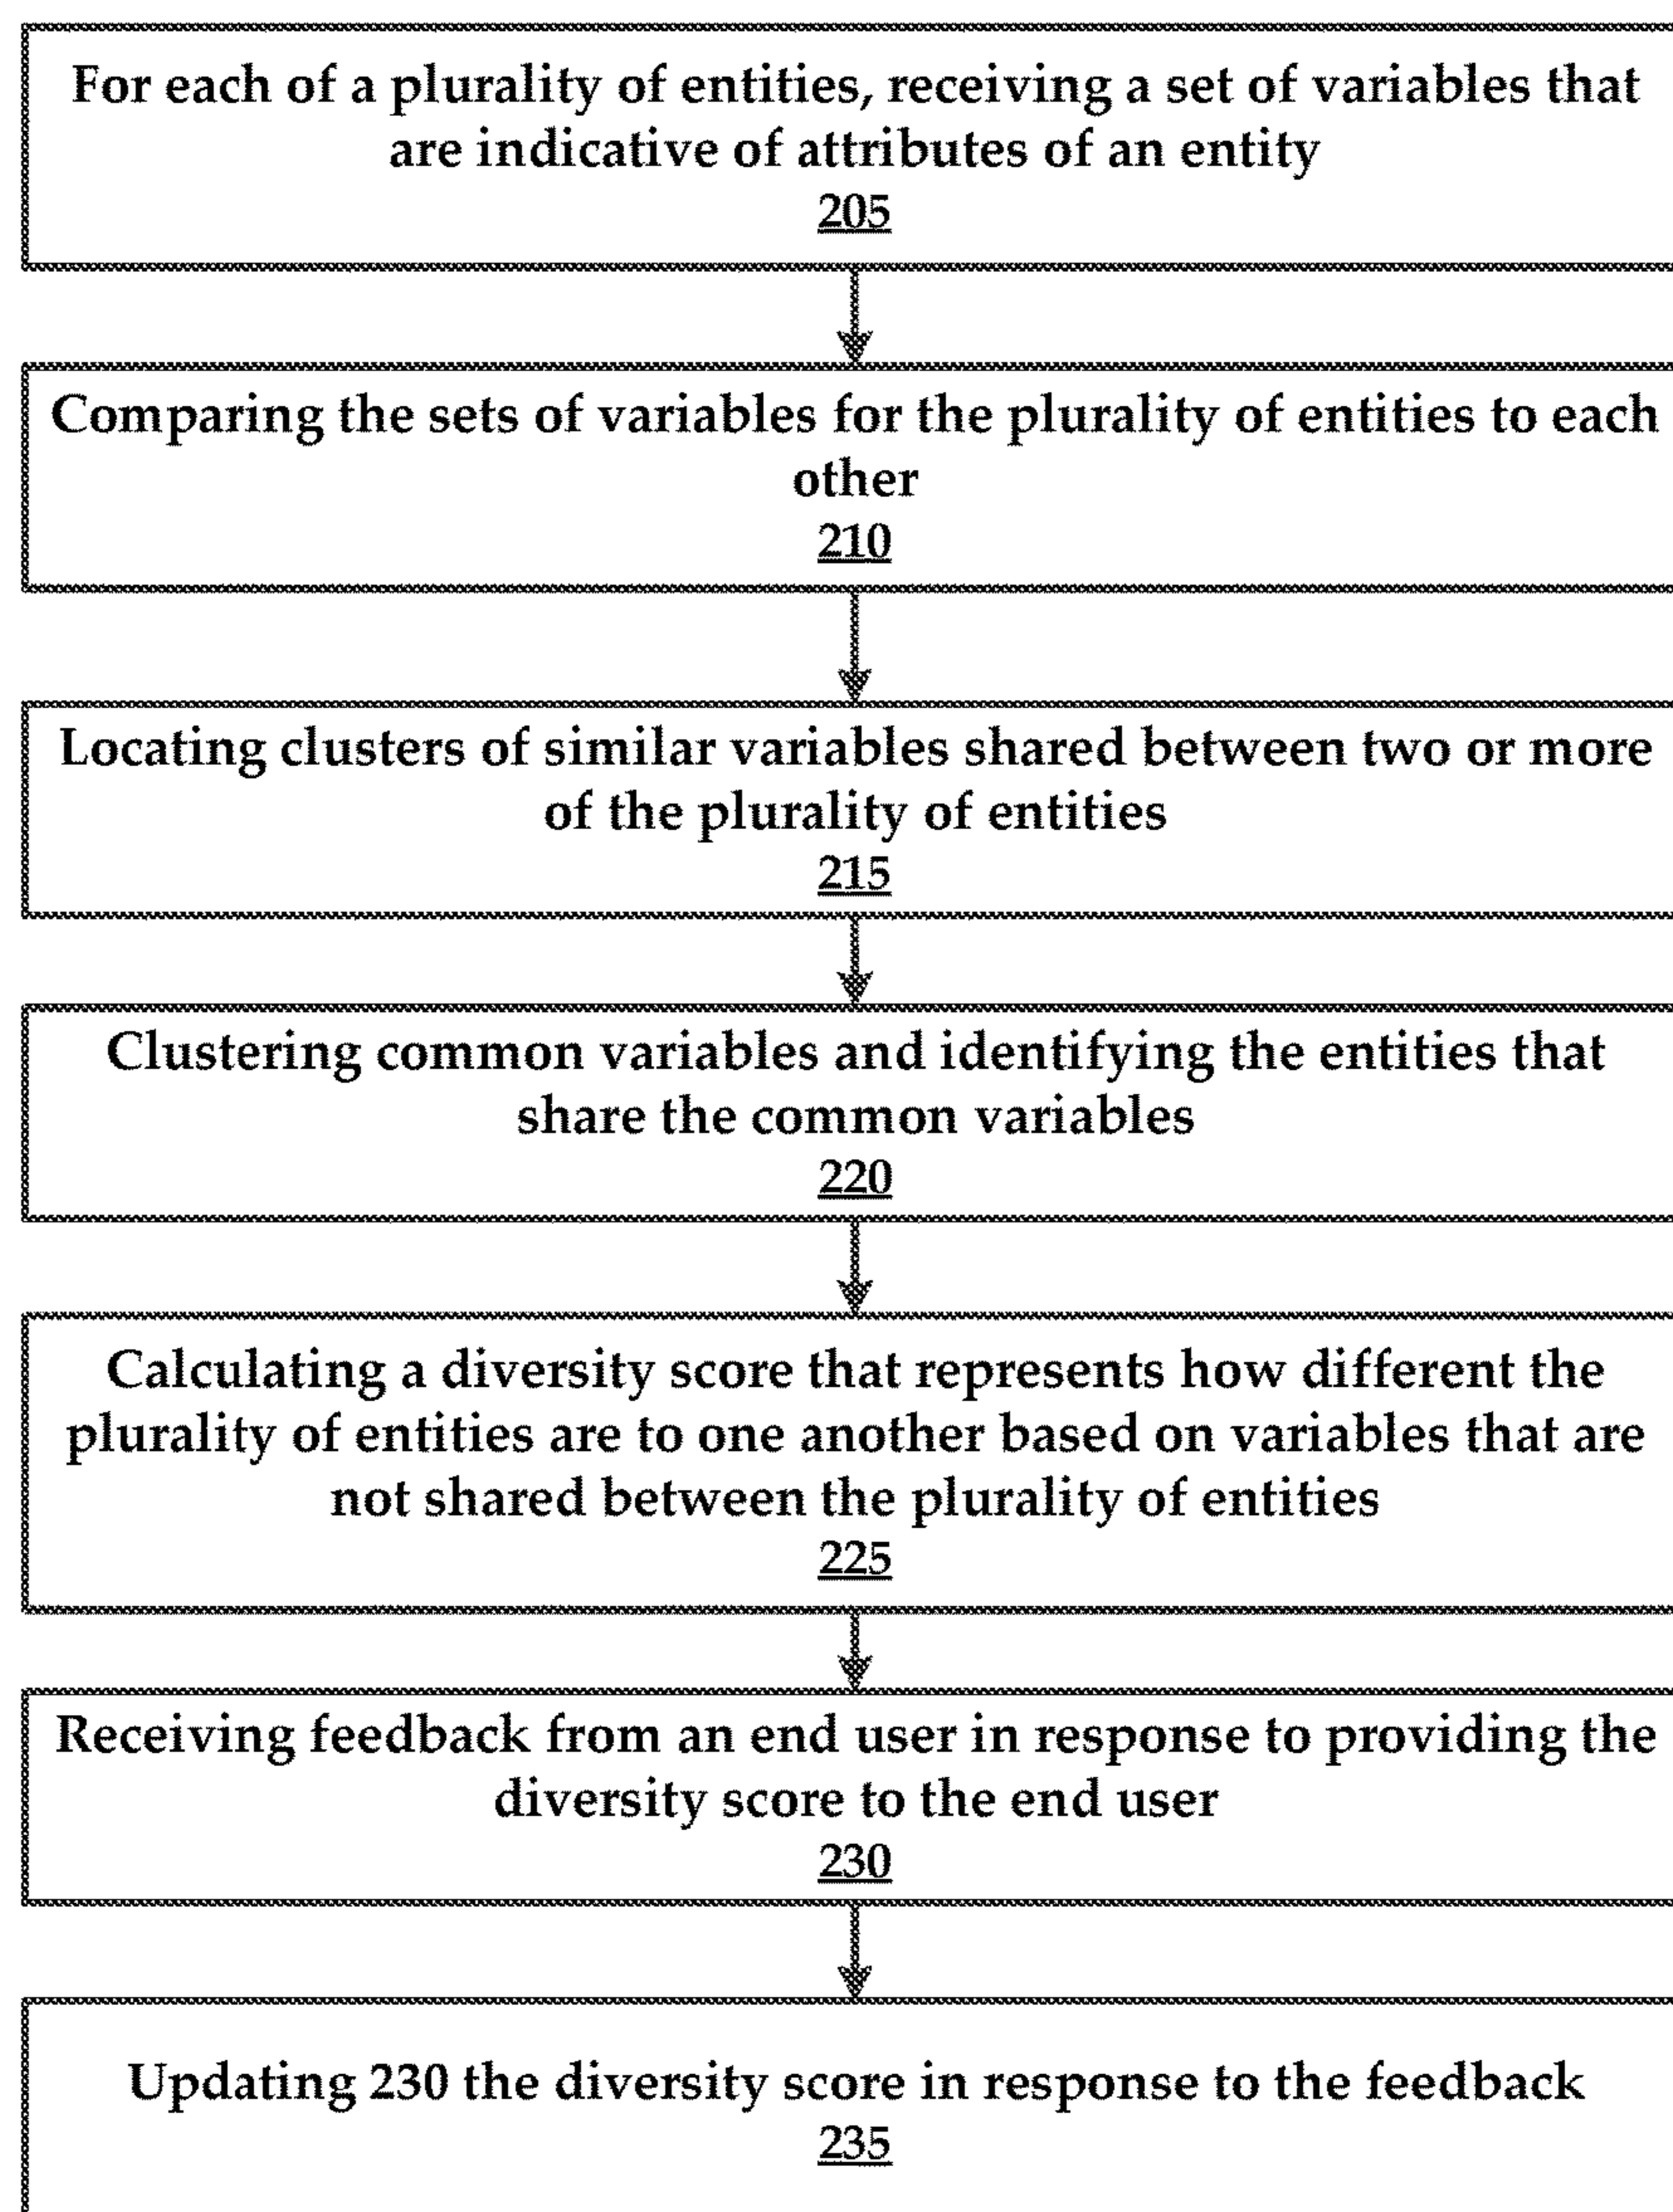 For each of a plurality of entities, receiving a set of variables that
are indicative of attributes of an entity
205
Comparing the sets of variables for the plurality of entities to each
other
210
Locating clusters of similar variables shared between two or more
of the plurality of entities
215
Clustering common variables and identifying the entities that
share the common variables
220
Calculating a diversity score that represents how different the
plurality of entities are to one another based on variables that are
not shared between the plurality of entities
225
Receiving feedback from an end user in response to providing the
diversity score to the end user
230
Updating 230 the diversity score in response to the feedback
235